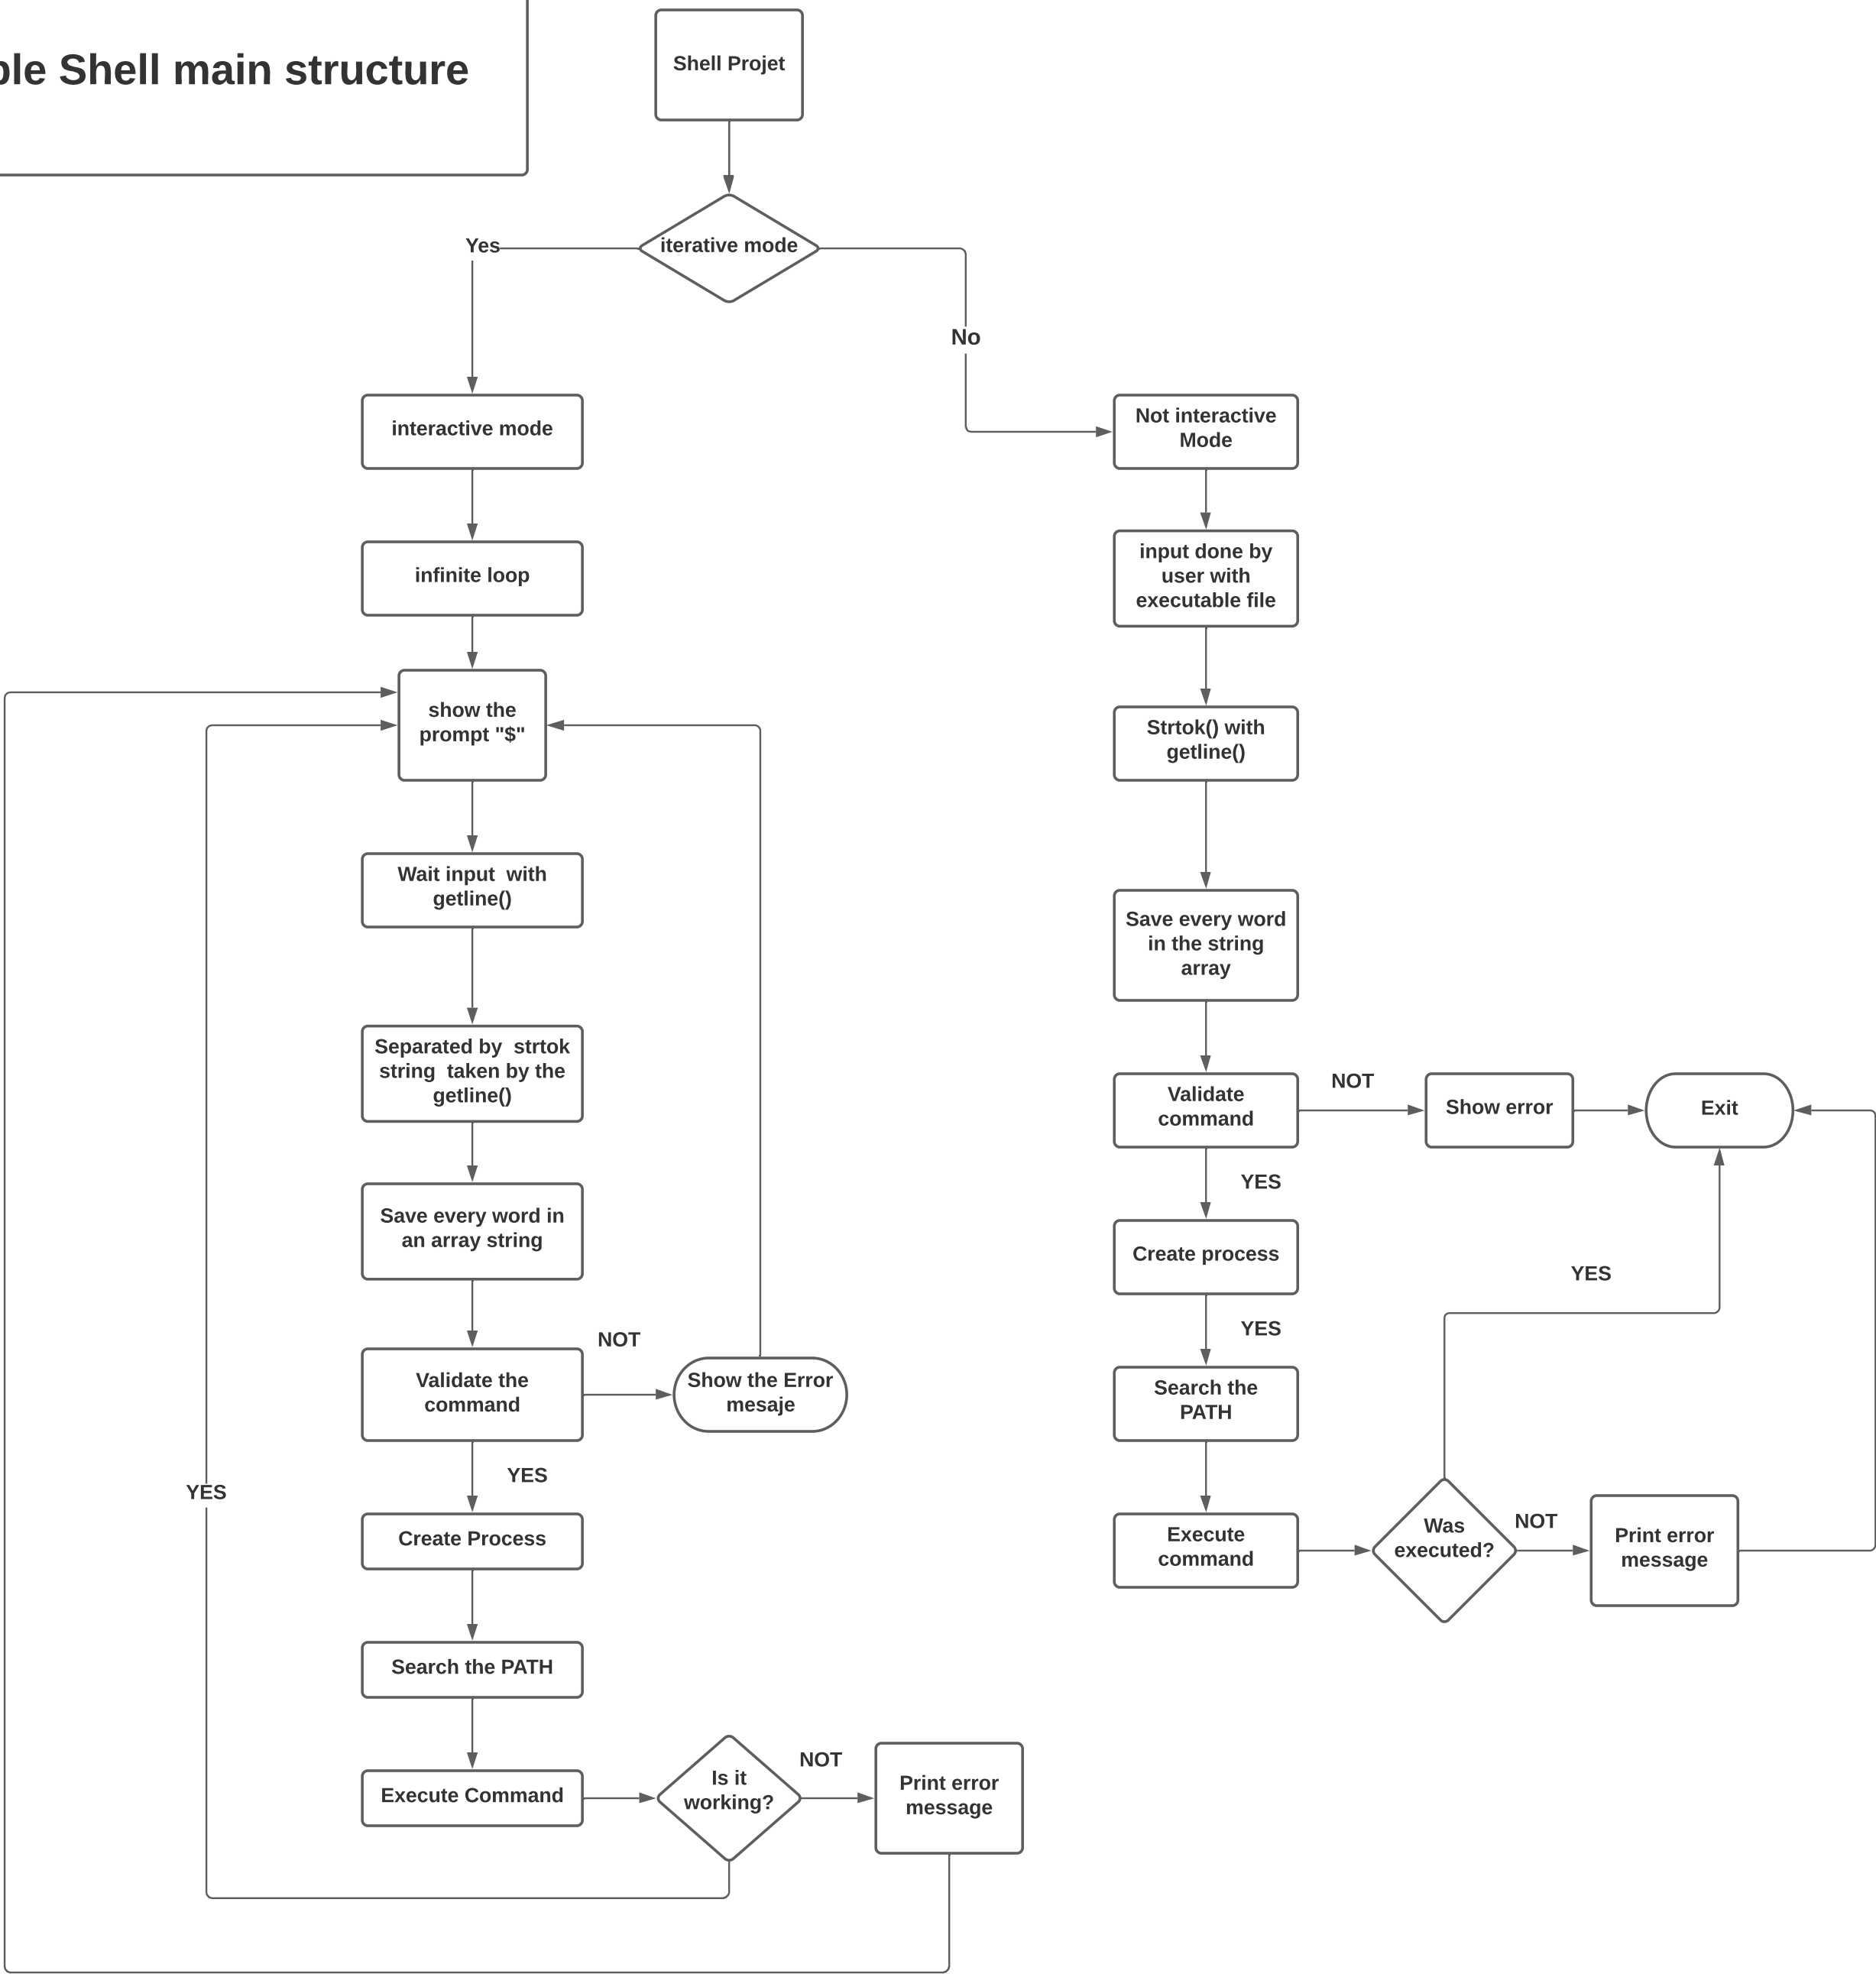 Shell main structure
Shell Projet
iterative mode
Yes
No
interactive mode
infinite loop
show the
prompt "$"
Wait input  with
getline()
Separated by  strtok
string  taken by the
getline()
Save every word in
an array string
Validate the
command
NOT
Show the Error
mesaje
YES
YES
Create Process
Search the PATH
Execute Command
Is it
working?
NOT
Print error
message
Not interactive
Mode
input done by
user with
executable file
Strtok() with
getline()
Save every word
in the string
array
Validate
command
NOT
Show error
Exit
YES
Create process
YES
Search the
PATH
Execute
command
Was
executed?
YES
NOT
Print error
message